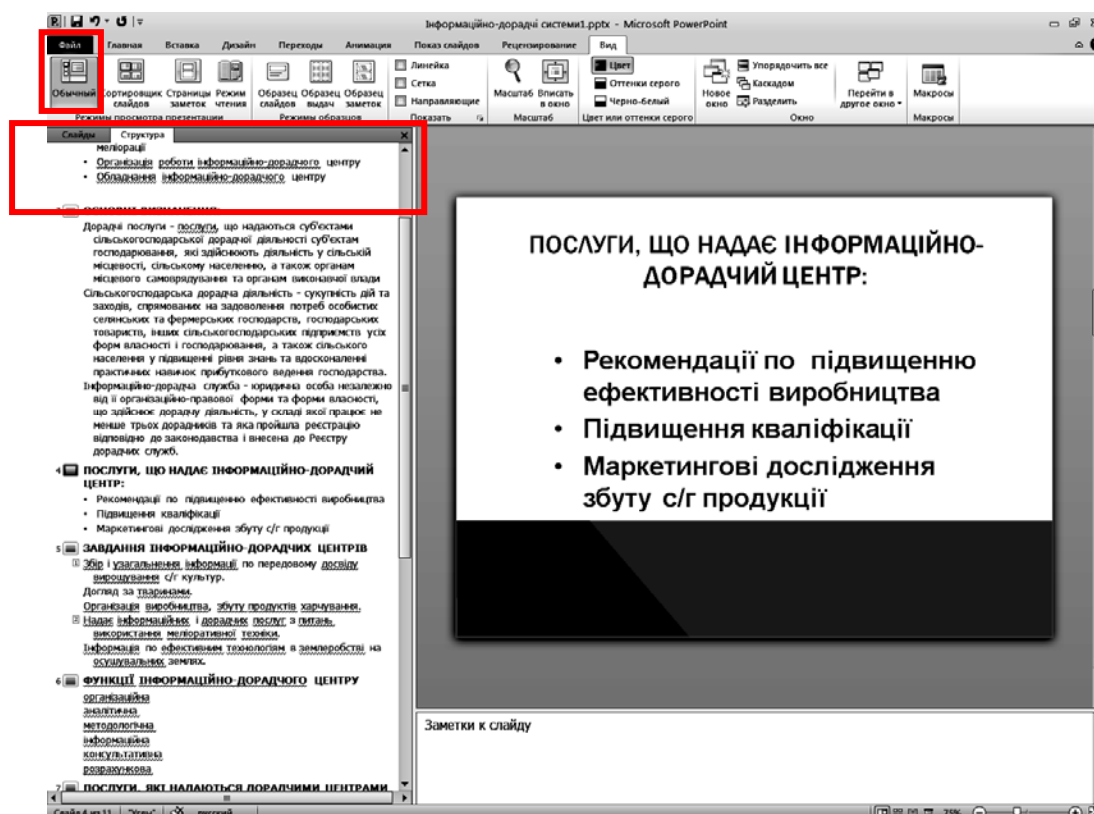 Інформаційно-дорадчі системи1.pptx - Microsoft PowerPoint
Файл Главная Вставка Дизайн Переходы Анимация Показ слайдов Рецензирование Вид
Обычный
Сортировщик слайдов
Страницы заметок
Режим чтения
Режимы просмотра презентации
Образец слайдов
Образец выдач
Образец заметок
Режимы образцов
Линейка
Сетка
Направляющие
Показать
Масштаб
Вписать в окно
Масштаб
Цвет
Оттенки серого
Черно-белый
Цвет или оттенки серого
Новое окно
Упорядочить все
Каскадом
Разделить
Перейти в другое окно
Окно
Макросы
Макросы
Слайды Структура
меліорації
• Організація роботи інформаційно-дорадчого центру
• Обладнання інформаційно-дорадчого центру
ОСНОВНІ ВИЗНАЧЕННЯ:
Дорадчі послуги - послуги, що надаються суб'єктами
сільськогосподарської дорадчої діяльності суб'єктам
господарювання, які здійснюють діяльність у сільській
місцевості, сільському населенню, а також органам
місцевого самоврядування та органам виконавчої влади
Сільськогосподарська дорадча діяльність - сукупність дій та
заходів, спрямованих на задоволення потреб особистих
селянських та фермерських господарств, господарських
товариств, інших сільськогосподарських підприємств усіх
форм власності і господарювання, а також сільського
населення у підвищенні рівня знань та вдосконаленні
практичних навичок прибуткового ведення господарства.
Інформаційно-дорадча служба - юридична особа незалежно
від її організаційно-правової форми та форми власності,
що здійснює дорадчу діяльність, у складі якої працює не
менше трьох дорадників та яка пройшла реєстрацію
відповідно до законодавства і внесена до Реєстру
дорадчих служб.
4 ПОСЛУГИ, ЩО НАДАЄ ІНФОРМАЦІЙНО-ДОРАДЧИЙ
ЦЕНТР:
• Рекомендації по підвищенню ефективності виробництва
• Підвищення кваліфікації
• Маркетингові дослідження збуту с/г продукції
5 ЗАВДАННЯ ІНФОРМАЦІЙНО-ДОРАДЧИХ ЦЕНТРІВ
1 Збір і узагальнення інформації по передовому досвіду
вирощування с/г культур.
Догляд за тваринами.
Організація виробництва, збуту продуктів харчування.
2 Надає інформаційних і дорадчих послуг з питань
використання меліоративної техніки.
Інформація по ефективним технологіям в землеробстві на
осушувальних землях.
6 ФУНКЦІЇ ІНФОРМАЦІЙНО-ДОРАДЧОГО ЦЕНТРУ
організаційна
аналітична
методологічна
інформаційна
консультативна
розрахункова
7 ПОСЛУГИ, ЯКІ НАДАЮТЬСЯ ДОРАДЧИМИ ЦЕНТРАМИ
ПОСЛУГИ, ЩО НАДАЄ ІНФОРМАЦІЙНО-
ДОРАДЧИЙ ЦЕНТР:
• Рекомендації по підвищенню
ефективності виробництва
• Підвищення кваліфікації
• Маркетингові дослідження
збуту с/г продукції
Заметки к слайду
Слайд 4 из 11 русский 75%